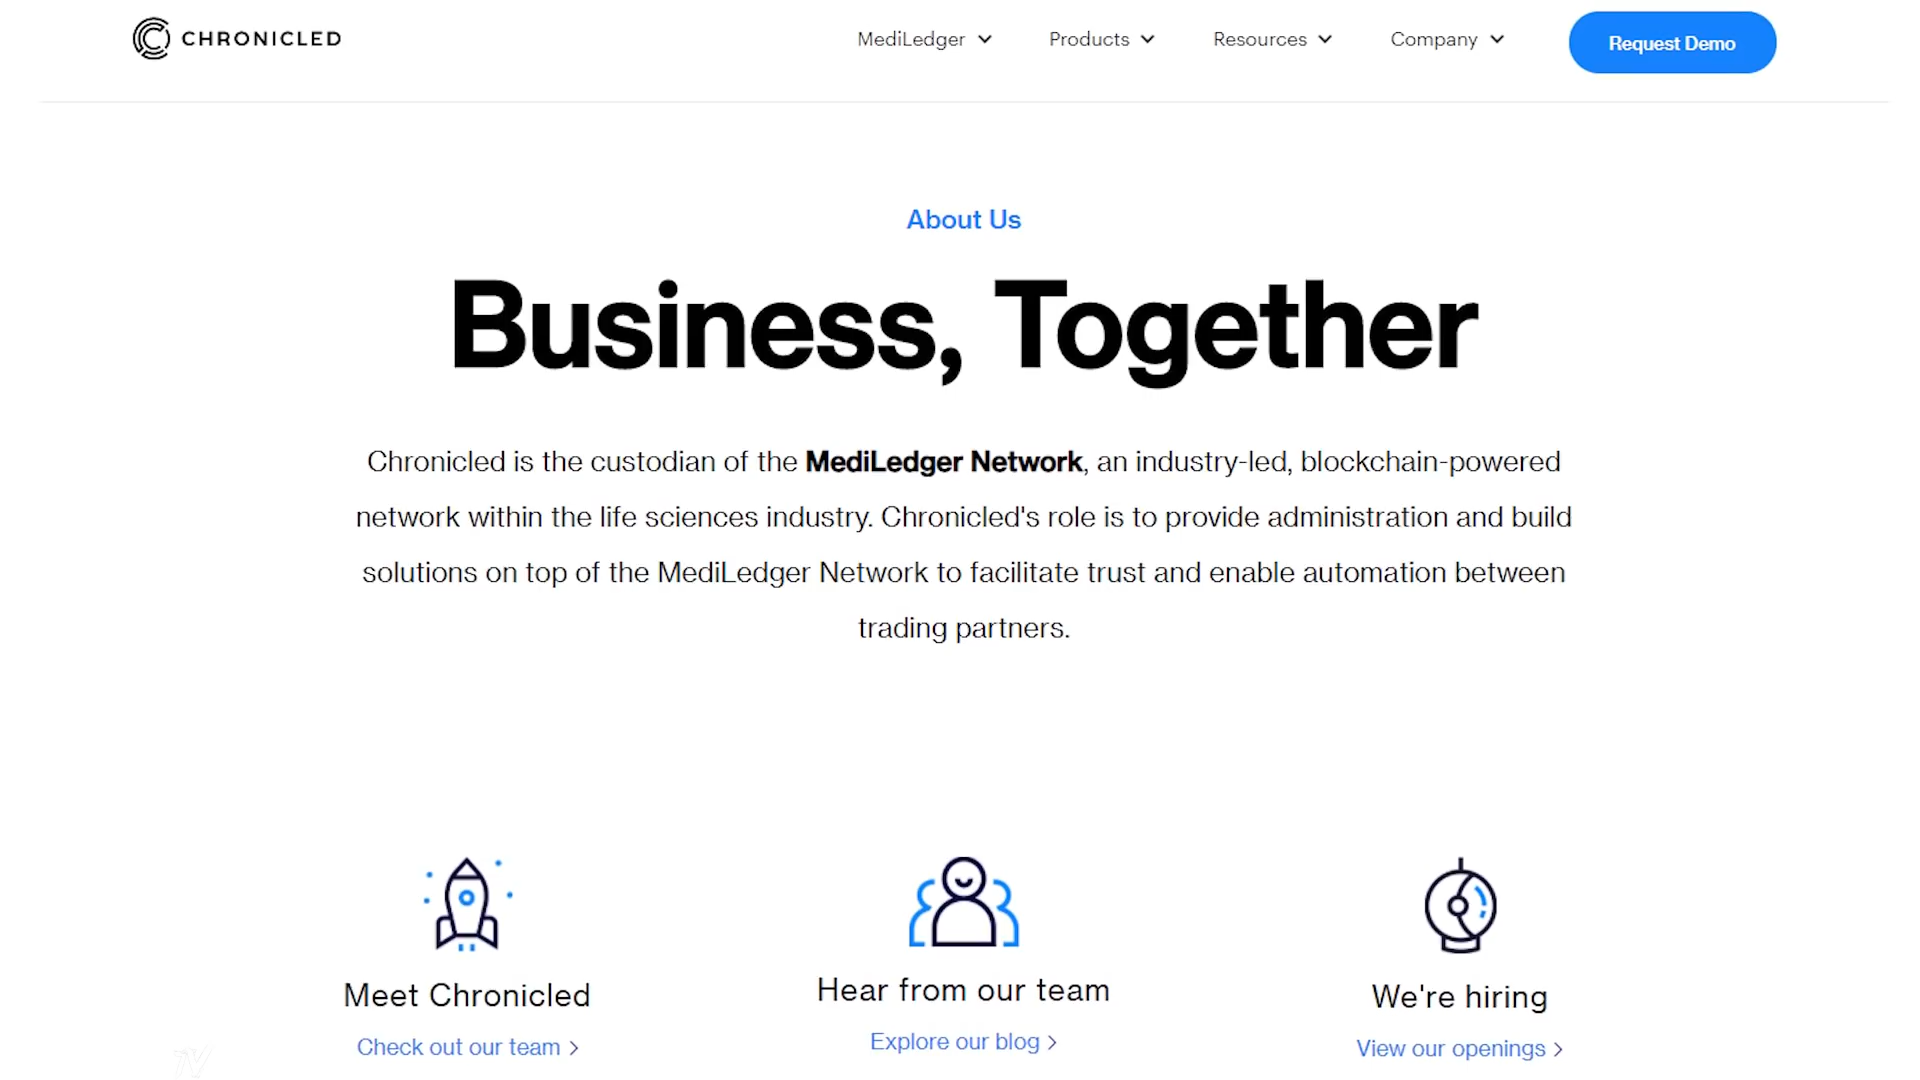 CHRONICLED
MediLedger
Products
Resources
Company
Request Demo
About Us
Business, Together
Chronicled is the custodian of the MediLedger Network, an industry-led, blockchain-powered
network within the life sciences industry. Chronicled's role is to provide administration and build
solutions on top of the MediLedger Network to facilitate trust and enable automation between
trading partners.
Meet Chronicled
Check out our team >
Hear from our team
Explore our blog >
We're hiring
View our openings >